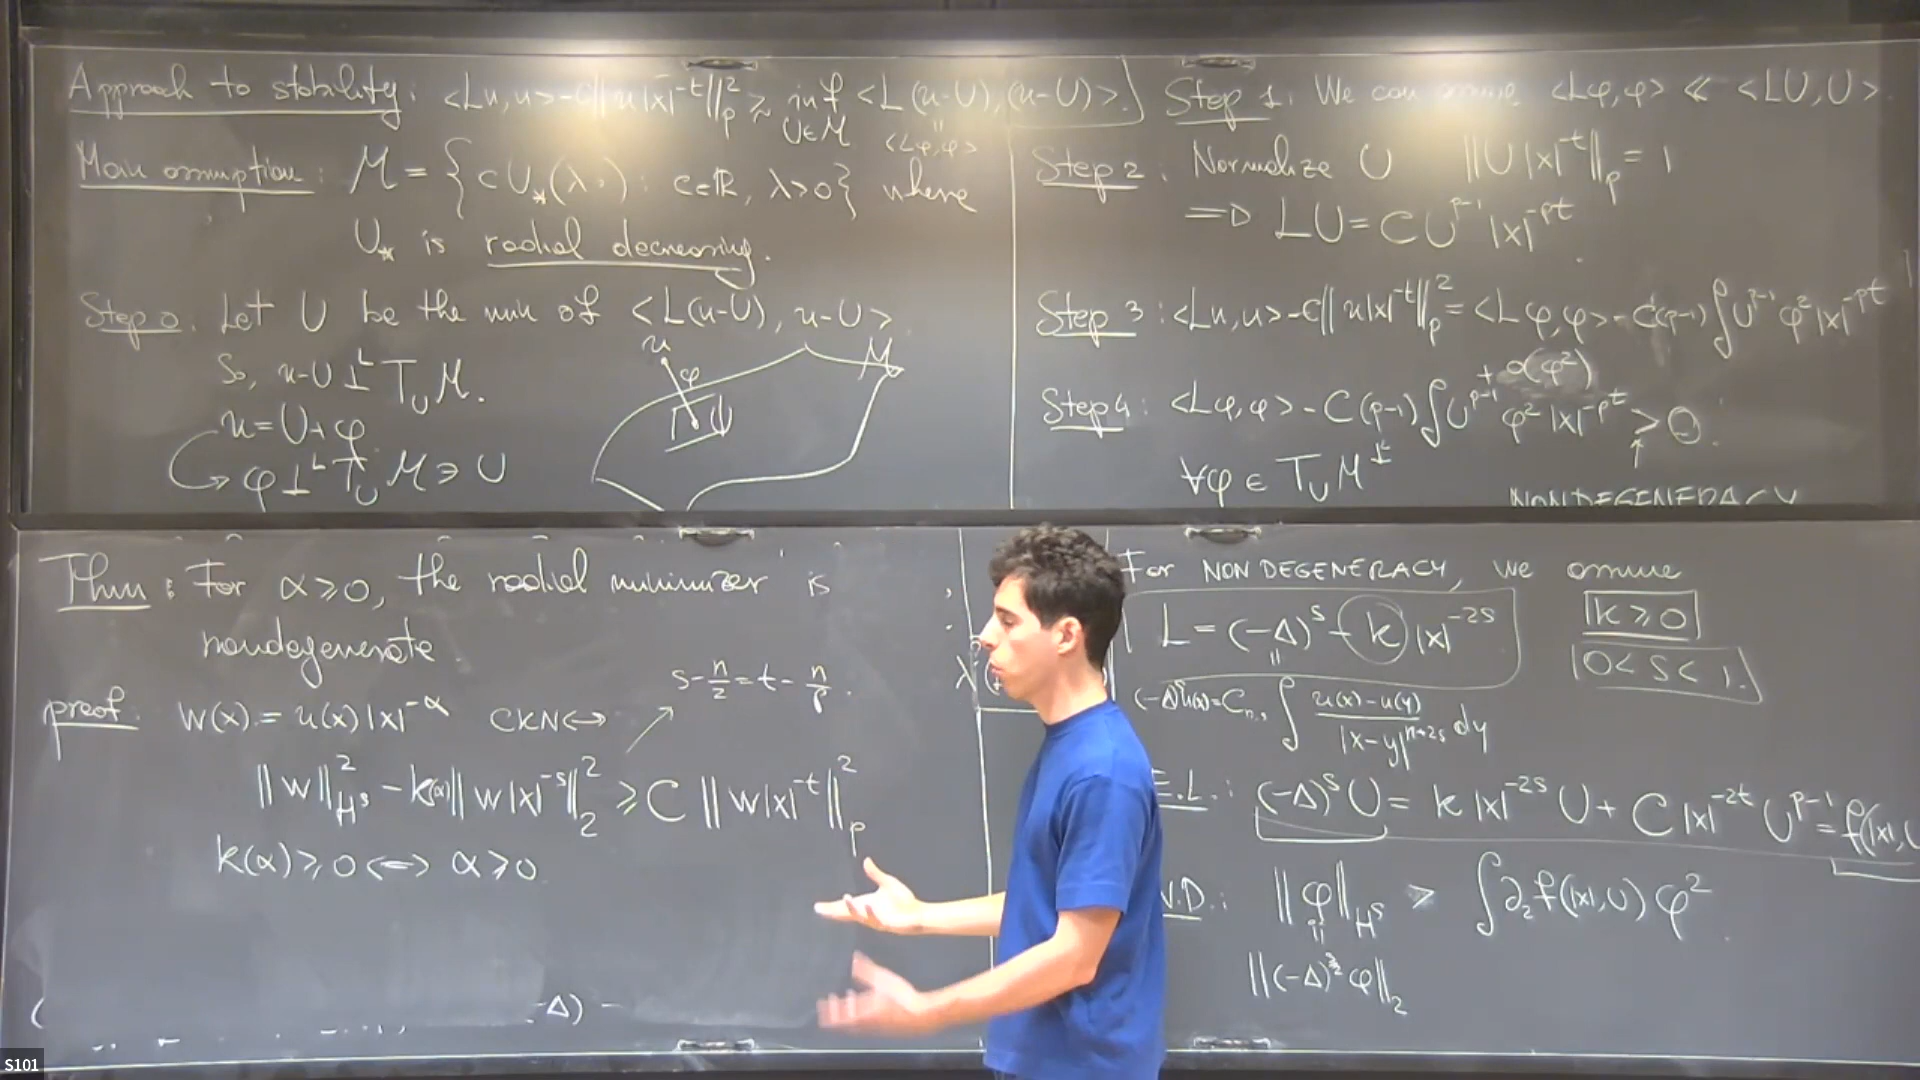 Approach to stability: <Lu,u> - C‖u|x|^{-t}‖_p^2 ≳ inf_{U∈M} <L(u-U),(u-U)>.
<Lφ,φ>
Main assumption: M = { c U_*(λ·): c∈ℝ, λ>0 } where
U_* is radial decreasing.
Step 0. Let U be the min of <L(u-U), u-U>
So, u-U ⊥^L T_U M.
u = U+φ
φ ⊥^L T_U M ∋ U
u
φ
M
U
Step 1. We can assume <Lφ,φ> ≪ <LU,U>.
Step 2. Normalize U ‖U|x|^{-t}‖_p = 1
⇒ LU = C U^{p-1} |x|^{-pt}
Step 3: <Lu,u> - C‖u|x|^{-t}‖_p^2 = <Lφ,φ> - C(p-1) ∫ U^{p-2} φ^2 |x|^{-pt}
+ o(φ^2)
Step 4: <Lφ,φ> - C(p-1) ∫ U^{p-1} φ^2 |x|^{-pt} > 0.
∀φ ∈ T_U M^{⊥L}
↑
NONDEGENERACY
Thm: For α≥0, the radial minimizer is
nondegenerate.
proof. w(x) = u(x)|x|^{-α} CKN ↔
s - n/2 = t - n/p.
‖w‖_{H^s}^2 - k(α)‖w|x|^{-s}‖_2^2 ≥ C‖w|x|^{-t}‖_p^2
k(α) ≥ 0 ↔ α ≥ 0
-Δ) -
λ
For NONDEGENERACY, we assume
L = (-Δ)^s - k|x|^{-2s}
k ≥ 0
0 < s < 1.
(-Δ)^s u(x) = C_{n,s} ∫ \frac{u(x)-u(y)}{|x-y|^{n+2s}} dy
E.L.: (-Δ)^s U = k|x|^{-2s} U + C|x|^{-2t} U^{p-1} = f(|x|,U
N.D.: ‖φ‖_{H^s} > ∫ ∂_2 f(|x|,U) φ^2
‖(-Δ)^{s/2} φ‖_2
S101